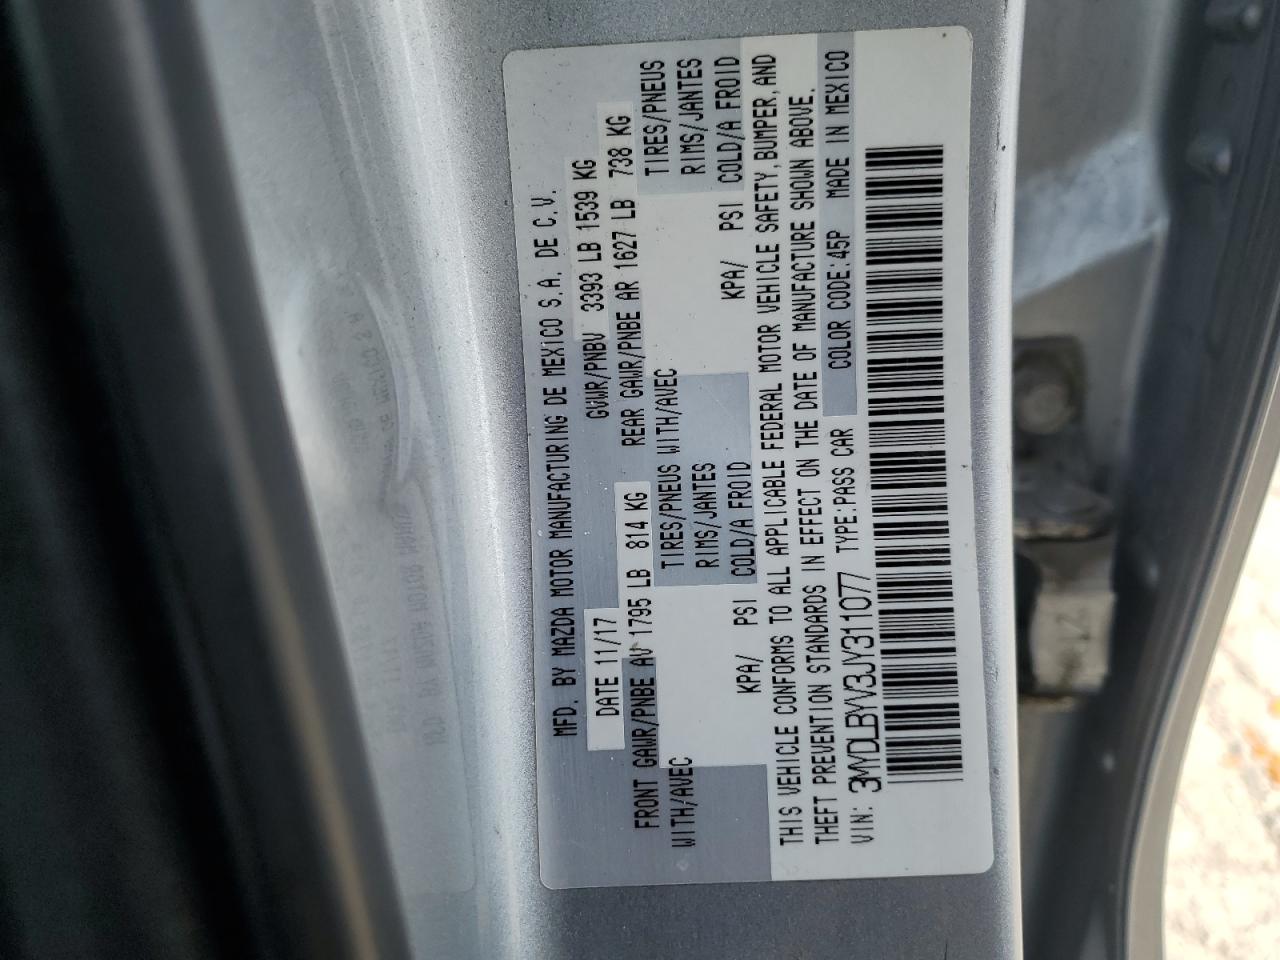 MFD. BY MAZDA MOTOR MANUFACTURING DE MEXICO S.A. DE C.V.
DATE 11/17 GVWR/PNBV 3393 LB 1539 KG
FRONT GAWR/PNBE AV 1795 LB 814 KG REAR GAWR/PNBE AR 1627 LB 738 KG
WITH/AVEC TIRES/PNEUS WITH/AVEC TIRES/PNEUS
RIMS/JANTES RIMS/JANTES
KPA/ PSI COLD/A FROID KPA/ PSI COLD/A FROID
THIS VEHICLE CONFORMS TO ALL APPLICABLE FEDERAL MOTOR VEHICLE SAFETY, BUMPER, AND
THEFT PREVENTION STANDARDS IN EFFECT ON THE DATE OF MANUFACTURE SHOWN ABOVE.
VIN: 3MYDLBYV3JY311077 TYPE:PASS CAR COLOR CODE:45P MADE IN MEXICO